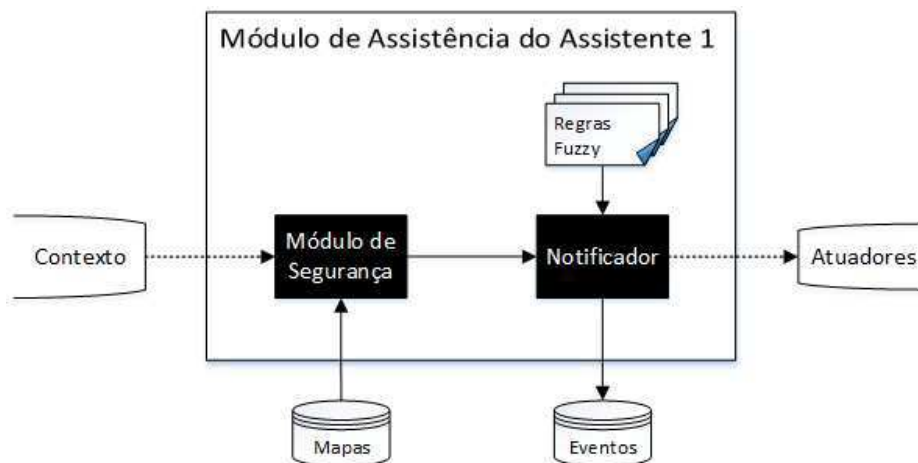 Módulo de Assistência do Assistente 1
Regras
Fuzzy
Contexto
Módulo de
Segurança
Notificador
Atuadores
Mapas
Eventos